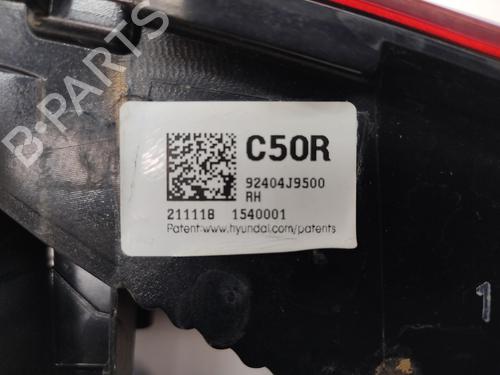 B-PARTS
C50R
92404J9500
RH
211118 1540001
Patent-www.hyundai.com/patents
1